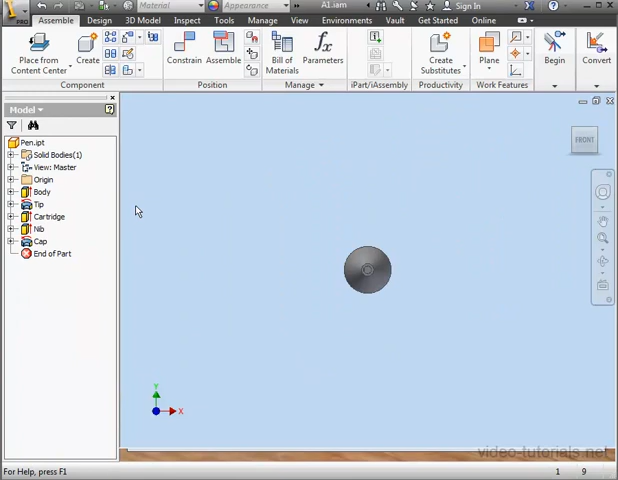 Material
Appearance
A1.iam
Sign In
PRO
Assemble Design 3D Model Inspect Tools Manage View Environments Vault Get Started Online
Place from
Content Center
Create
Constrain
Assemble
Bill of
Materials
Parameters
Create
Substitutes
Plane
Begin
Convert
Component
Position
Manage
iPart/iAssembly
Productivity
Work Features
Model
Pen.ipt
Solid Bodies(1)
View: Master
Origin
Body
Tip
Cartridge
Nib
Cap
End of Part
FRONT
Y
X
video-tutorials.net
For Help, press F1
1 9